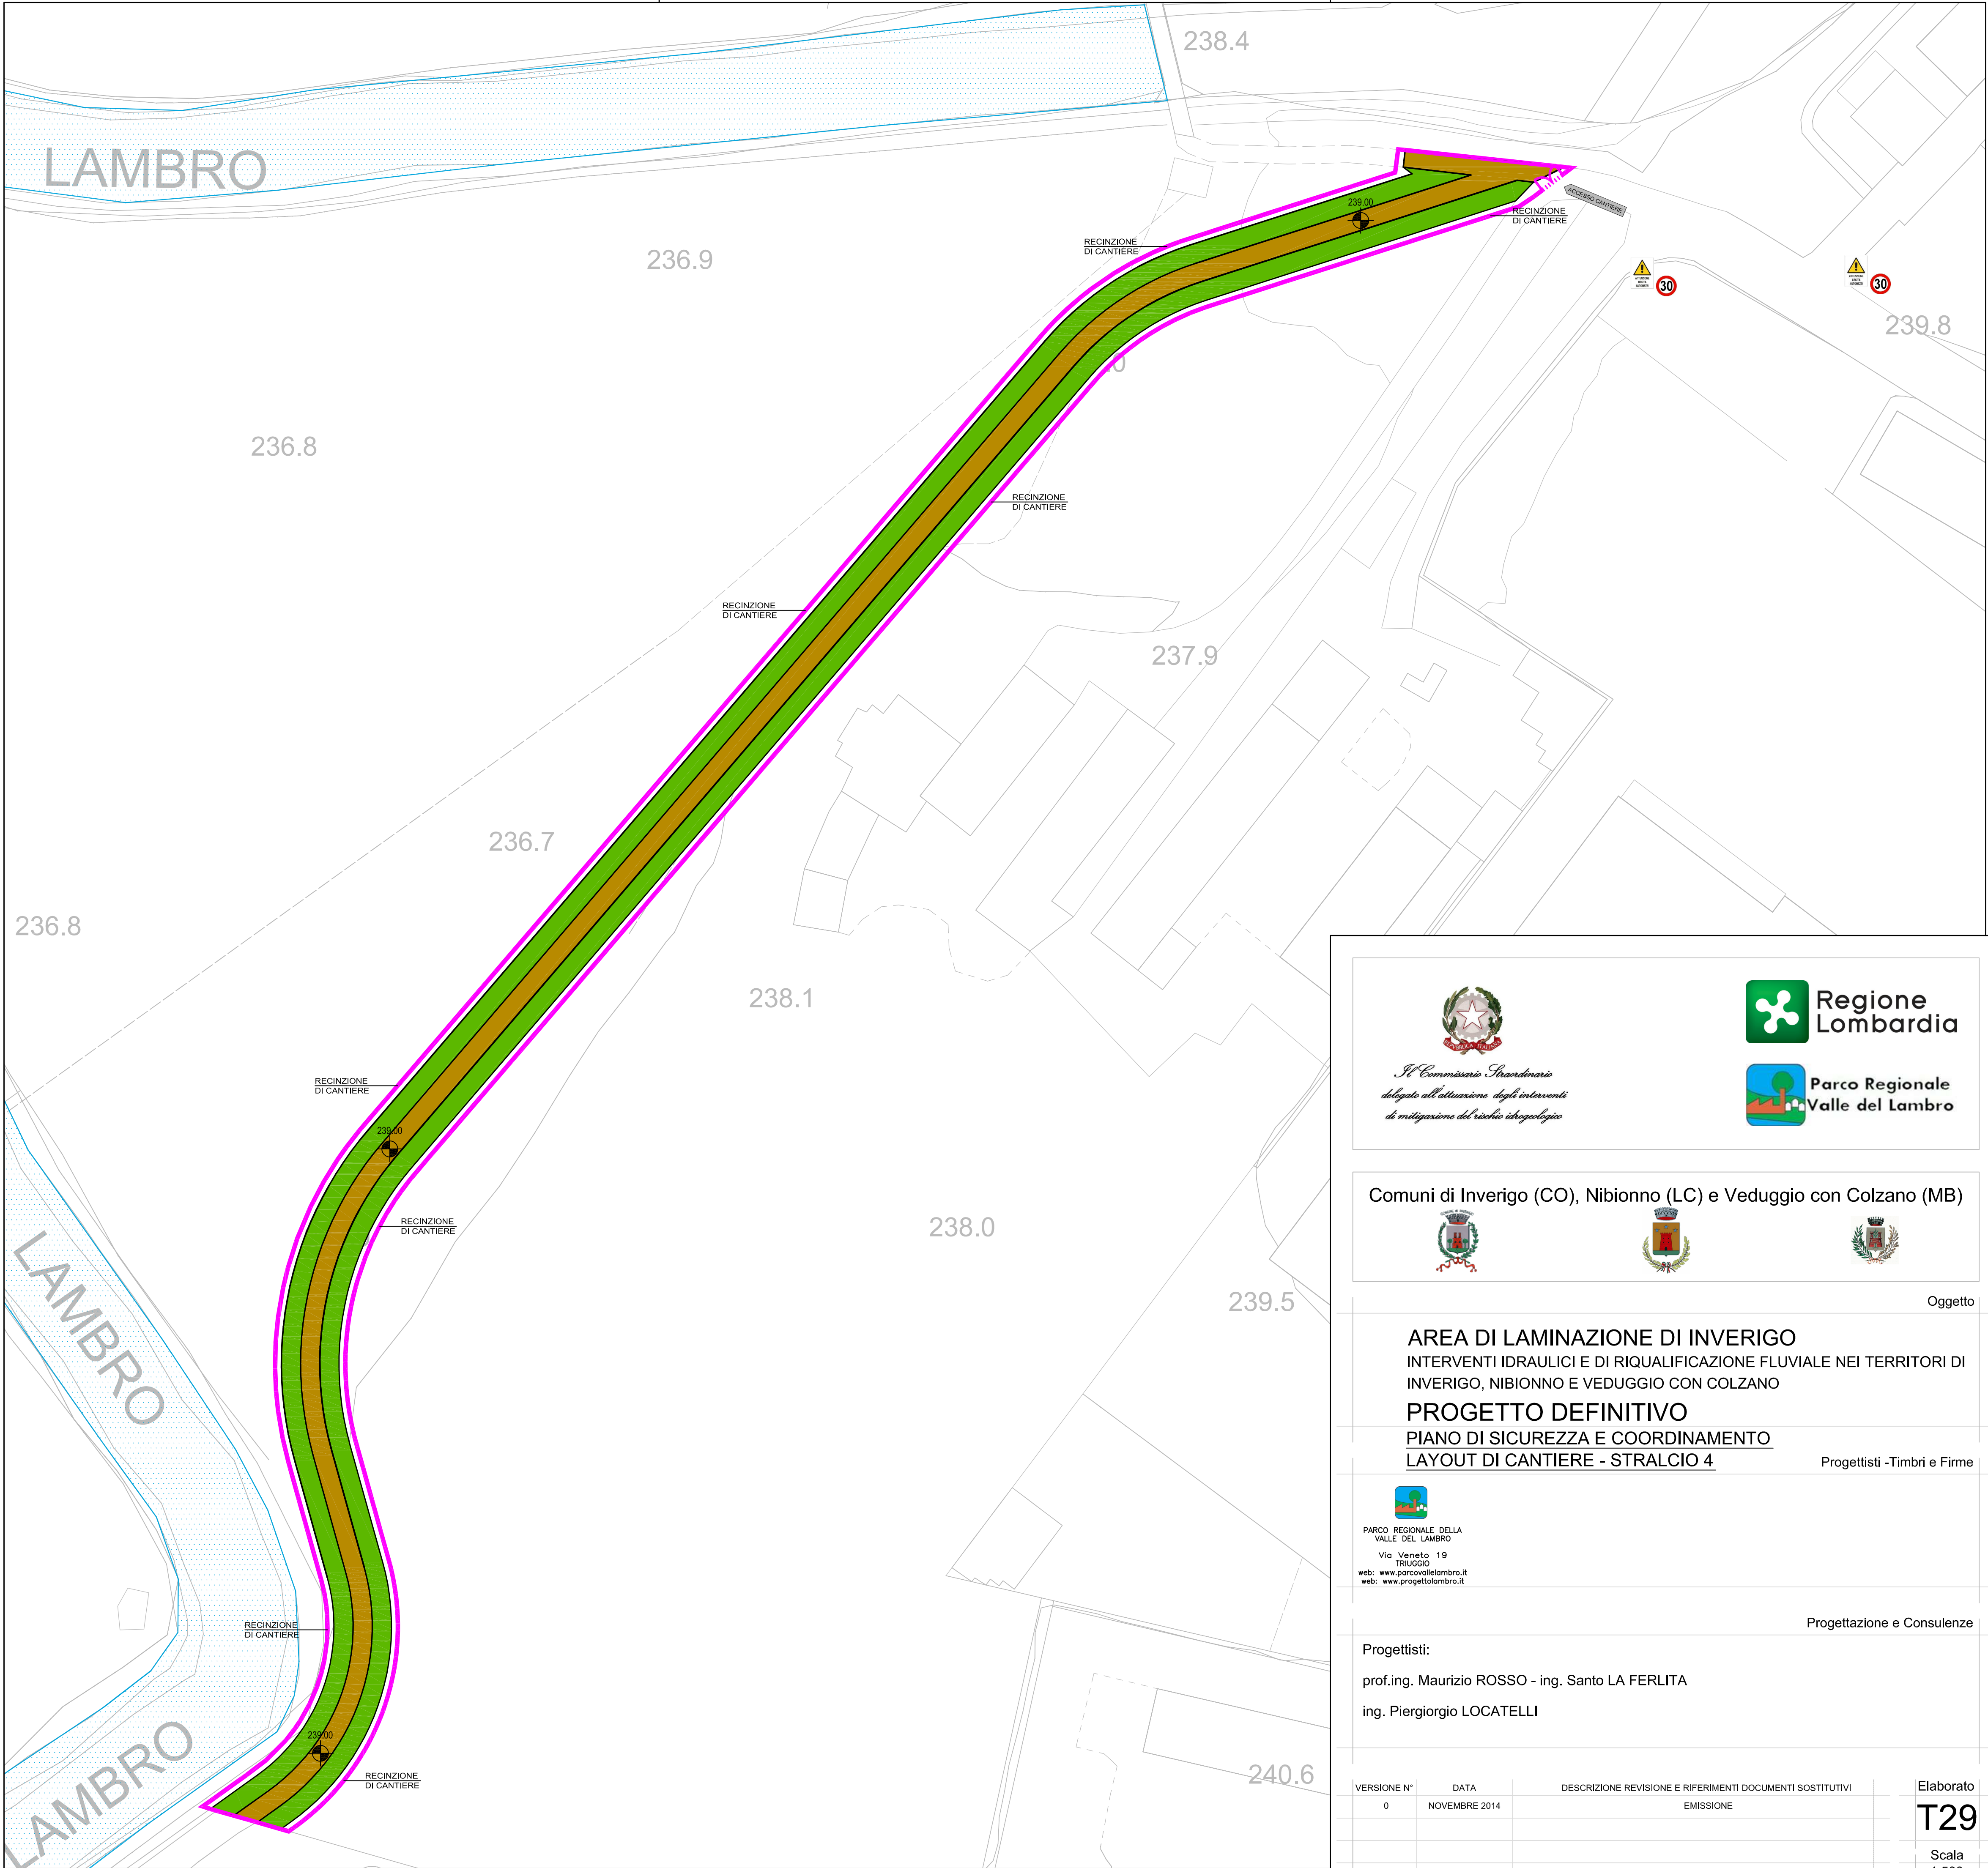 238.4
LAMBRO
236.9
239.00
ACCESSO CANTIERE
RECINZIONE
DI CANTIERE
RECINZIONE
DI CANTIERE
30
30
239.8
236.8
RECINZIONE
DI CANTIERE
RECINZIONE
DI CANTIERE
237.9
236.7
236.8
238.1
RECINZIONE
DI CANTIERE
239.00
RECINZIONE
DI CANTIERE
238.0
LAMBRO
239.5
RECINZIONE
DI CANTIERE
239.00
RECINZIONE
DI CANTIERE
LAMBRO
240.6
REPVBBLICA ITALIANA
Il Commissario Straordinario
delegato all'attuazione degli interventi
di mitigazione del rischio idrogeologico
Regione
Lombardia
Parco Regionale
Valle del Lambro
Comuni di Inverigo (CO), Nibionno (LC) e Veduggio con Colzano (MB)
Oggetto
AREA DI LAMINAZIONE DI INVERIGO
INTERVENTI IDRAULICI E DI RIQUALIFICAZIONE FLUVIALE NEI TERRITORI DI
INVERIGO, NIBIONNO E VEDUGGIO CON COLZANO
PROGETTO DEFINITIVO
PIANO DI SICUREZZA E COORDINAMENTO
LAYOUT DI CANTIERE - STRALCIO 4
Progettisti -Timbri e Firme
PARCO REGIONALE DELLA
VALLE DEL LAMBRO
Via Veneto 19
TRIUGGIO
web: www.parcovallelambro.it
web: www.progettolambro.it
Progettazione e Consulenze
Progettisti:
prof.ing. Maurizio ROSSO - ing. Santo LA FERLITA
ing. Piergiorgio LOCATELLI
VERSIONE N° DATA DESCRIZIONE REVISIONE E RIFERIMENTI DOCUMENTI SOSTITUTIVI
0 NOVEMBRE 2014 EMISSIONE
Elaborato
T29
Scala